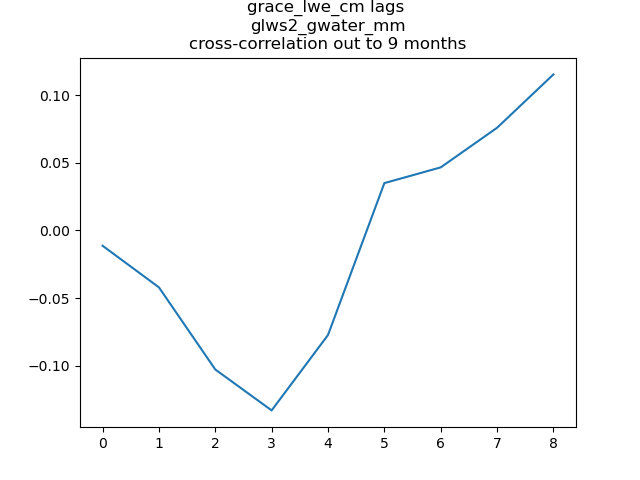 grace_lwe_cm lags
glws2_gwater_mm
cross-correlation out to 9 months
0.10
0.05
0.00
−0.05
−0.10
0 1 2 3 4 5 6 7 8